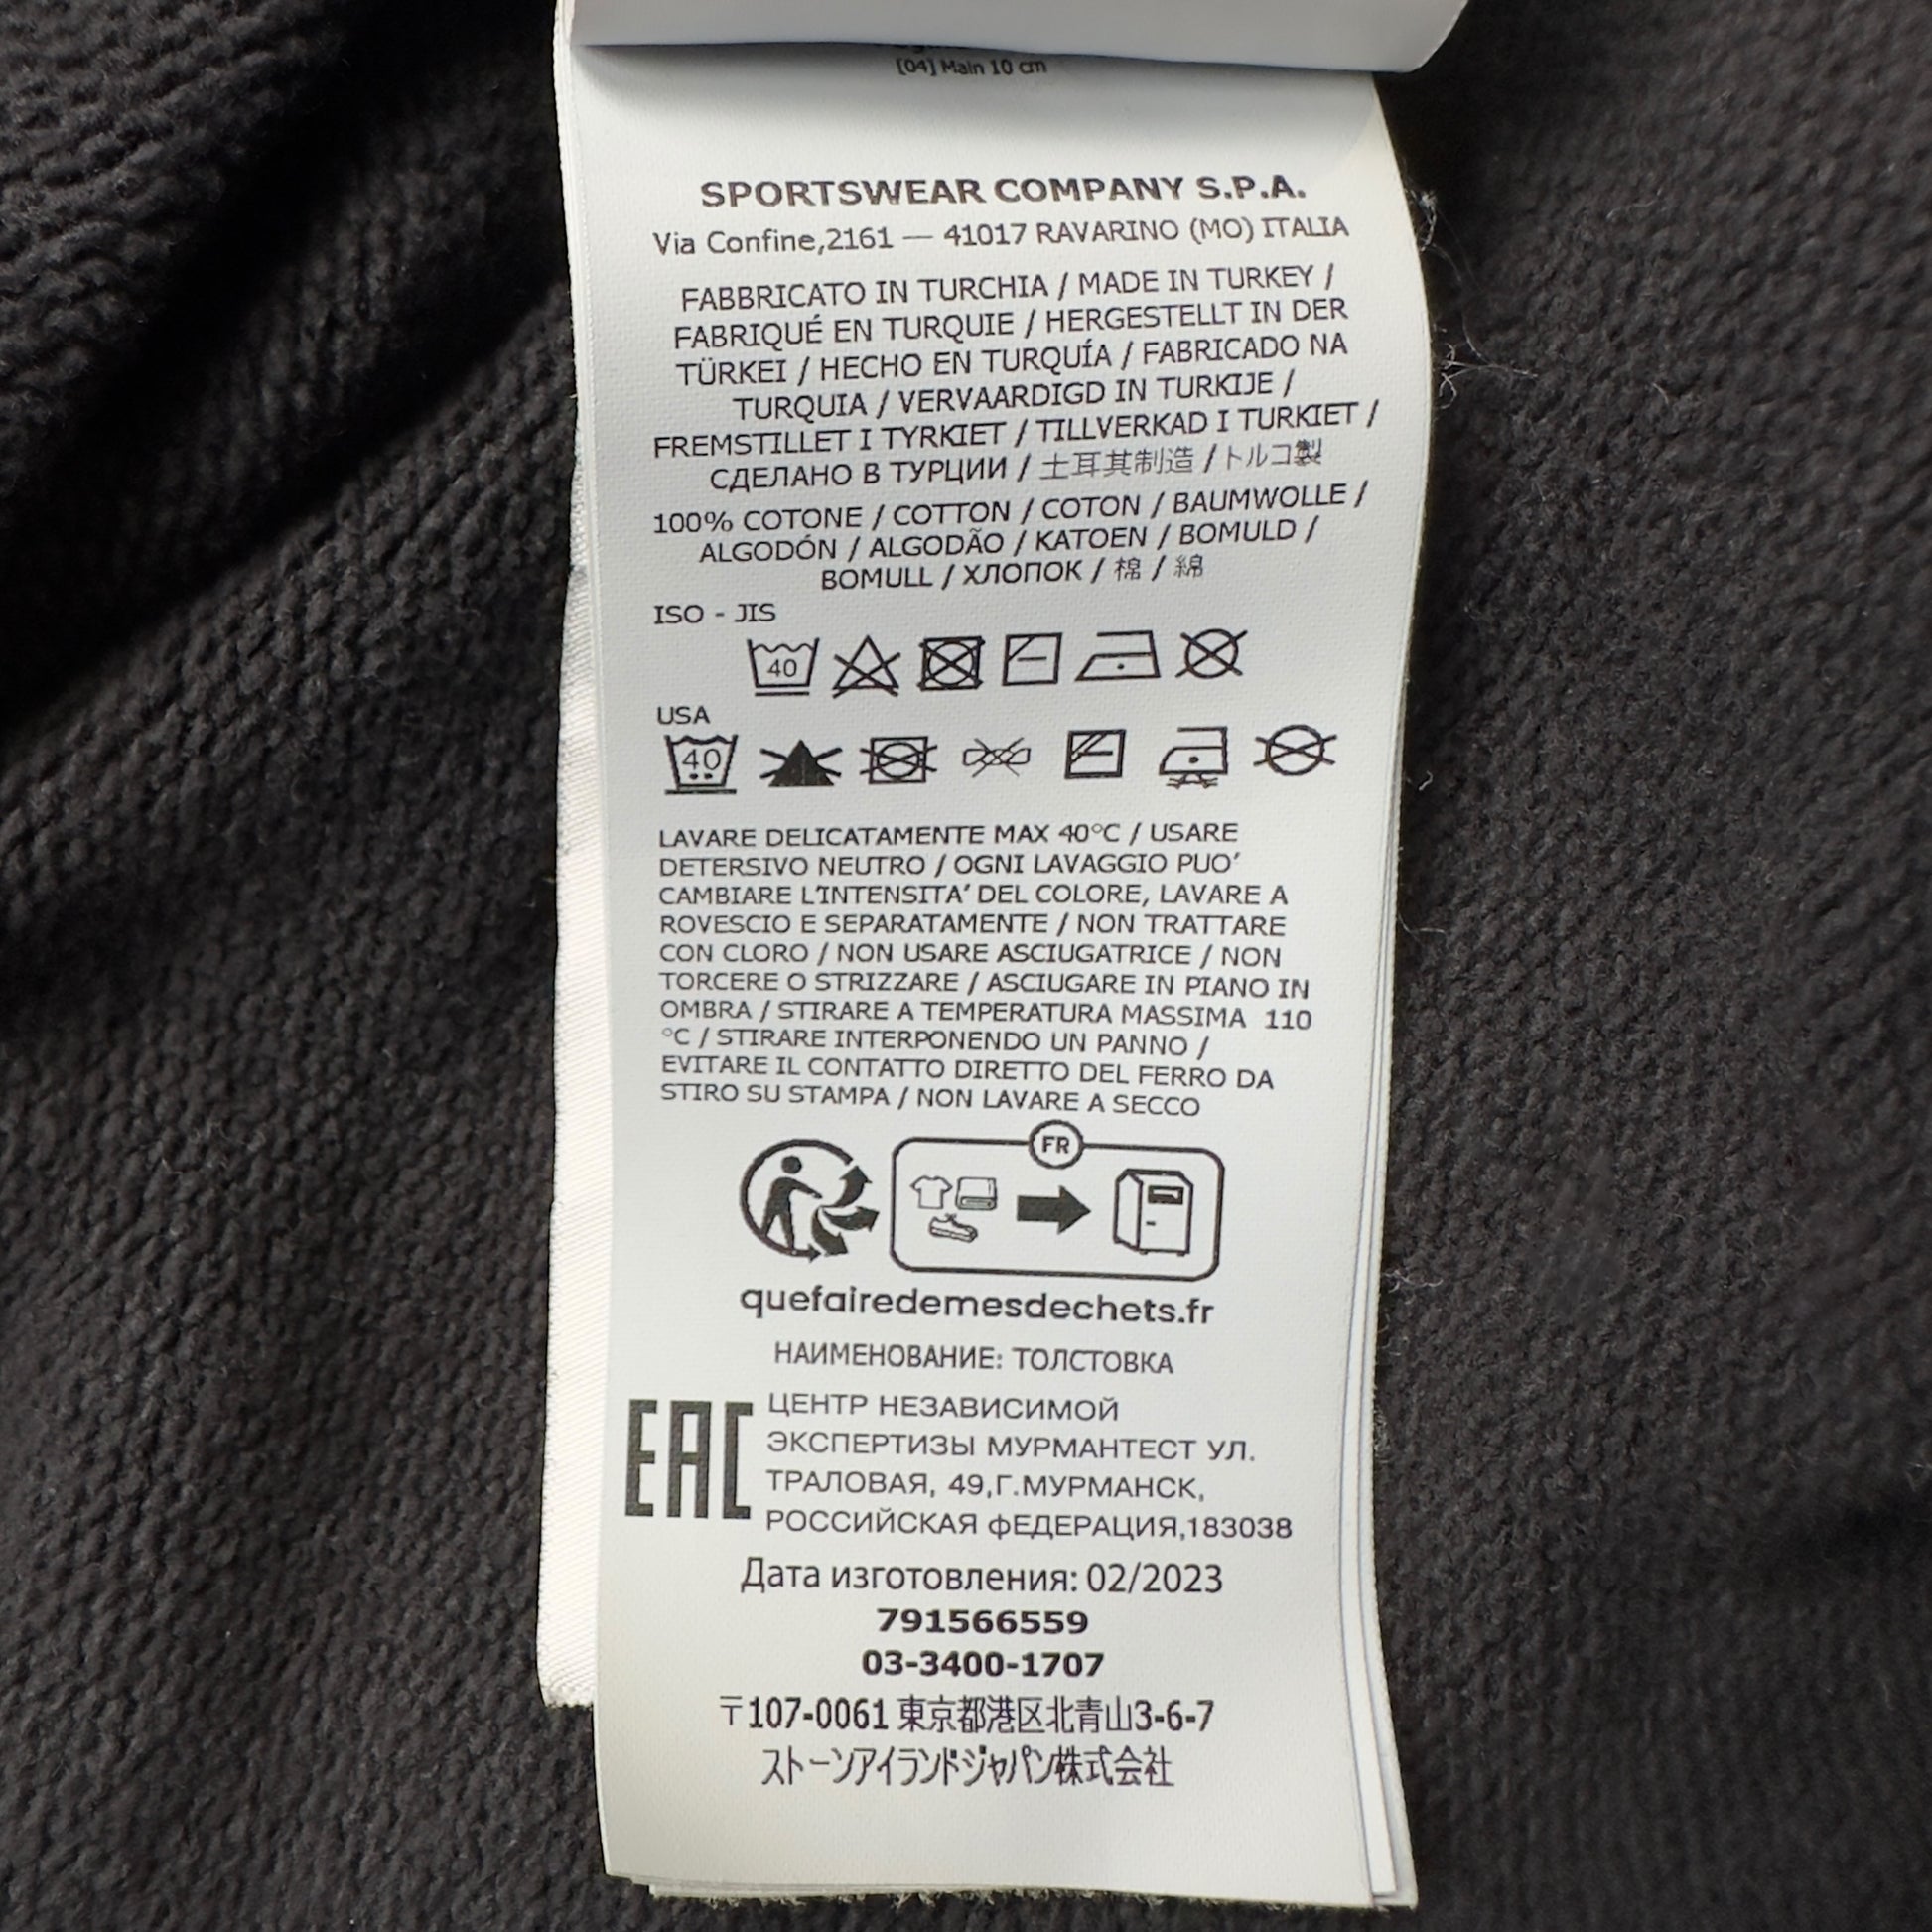 [04] Main 10 cm
SPORTSWEAR COMPANY S.P.A.
Via Confine,2161 — 41017 RAVARINO (MO) ITALIA
FABBRICATO IN TURCHIA / MADE IN TURKEY /
FABRIQUÉ EN TURQUIE / HERGESTELLT IN DER
TÜRKEI / HECHO EN TURQUÍA / FABRICADO NA
TURQUIA / VERVAARDIGD IN TURKIJE /
FREMSTILLET I TYRKIET / TILLVERKAD I TURKIET /
СДЕЛАНО В ТУРЦИИ / 土耳其制造 / トルコ製
100% COTONE / COTTON / COTON / BAUMWOLLE /
ALGODÓN / ALGODÃO / KATOEN / BOMULD /
BOMULL / ХЛОПОК / 棉 / 綿
ISO - JIS
40
USA
40
LAVARE DELICATAMENTE MAX 40°C / USARE
DETERSIVO NEUTRO / OGNI LAVAGGIO PUO'
CAMBIARE L'INTENSITA' DEL COLORE, LAVARE A
ROVESCIO E SEPARATAMENTE / NON TRATTARE
CON CLORO / NON USARE ASCIUGATRICE / NON
TORCERE O STRIZZARE / ASCIUGARE IN PIANO IN
OMBRA / STIRARE A TEMPERATURA MASSIMA 110
°C / STIRARE INTERPONENDO UN PANNO /
EVITARE IL CONTATTO DIRETTO DEL FERRO DA
STIRO SU STAMPA / NON LAVARE A SECCO
FR
quefairedemesdechets.fr
НАИМЕНОВАНИЕ: ТОЛСТОВКА
EAC
ЦЕНТР НЕЗАВИСИМОЙ
ЭКСПЕРТИЗЫ МУРМАНТЕСТ УЛ.
ТРАЛОВАЯ, 49,Г.МУРМАНСК,
РОССИЙСКАЯ фЕДЕРАЦИЯ,183038
Дата изготовления: 02/2023
791566559
03-3400-1707
〒107-0061 東京都港区北青山3-6-7
ストーンアイランドジャパン株式会社